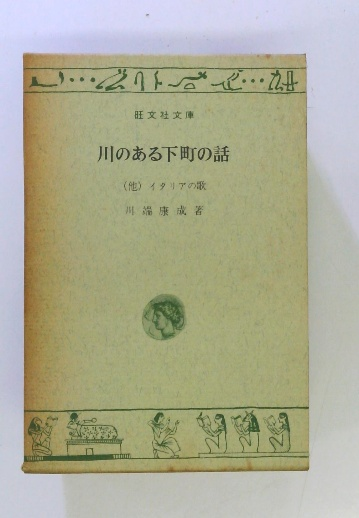 旺文社文庫
川のある下町の話
(他) イタリアの歌
川端康成著